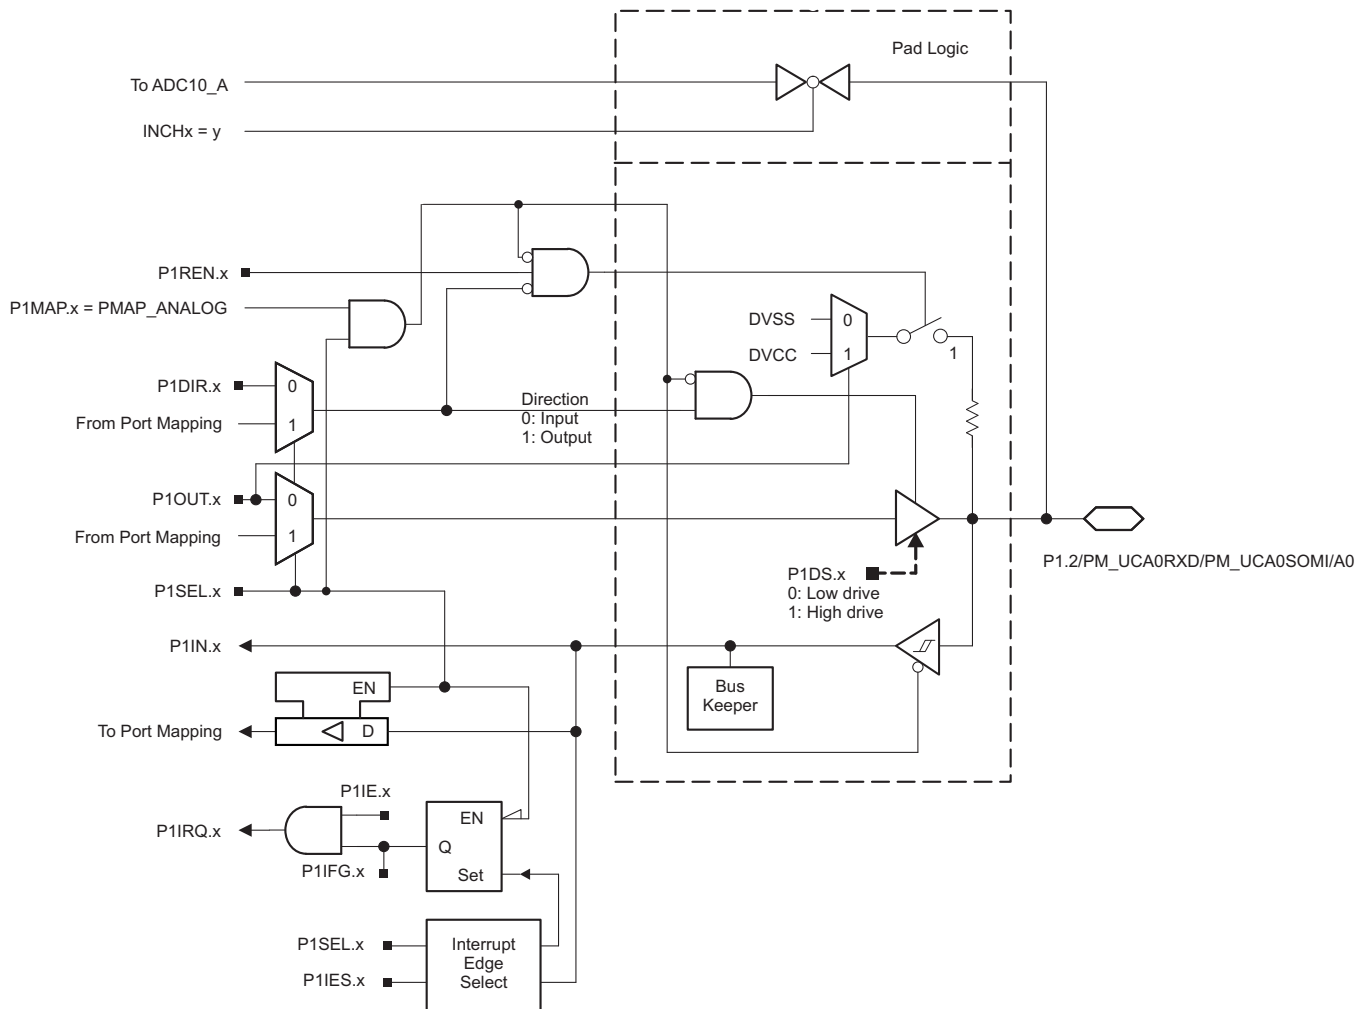 Pad Logic
To ADC10_A
INCHx = y
P1REN.x
P1MAP.x = PMAP_ANALOG
DVSS
0
DVCC
1
1
P1DIR.x
0
From Port Mapping
1
Direction
0: Input
1: Output
P1OUT.x
0
From Port Mapping
1
P1SEL.x
P1DS.x
0: Low drive
1: High drive
P1.2/PM_UCA0RXD/PM_UCA0SOMI/A0
P1IN.x
EN
Bus
Keeper
To Port Mapping
D
P1IE.x
EN
P1IRQ.x
Q
P1IFG.x
Set
P1SEL.x
P1IES.x
Interrupt
Edge
Select